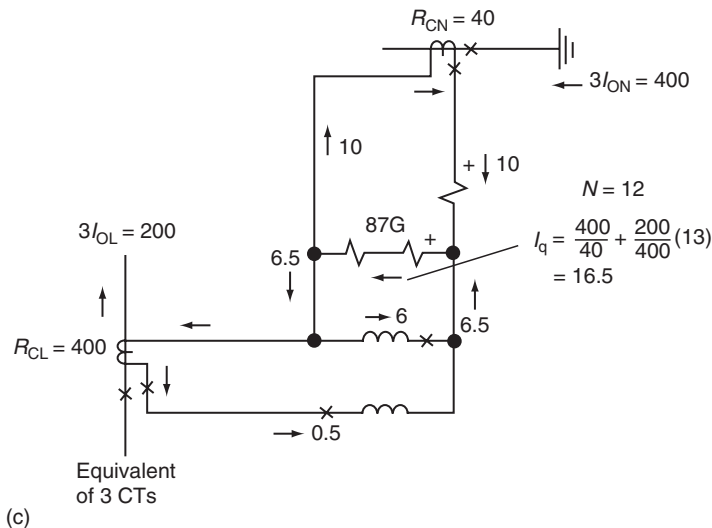 R_CN = 40
3I_ON = 400
10
+ 10
N = 12
3I_OL = 200
87G
+
I_q = 400/40 + 200/400 (13)
= 16.5
6.5
6
6.5
R_CL = 400
0.5
Equivalent
of 3 CTs
(c)